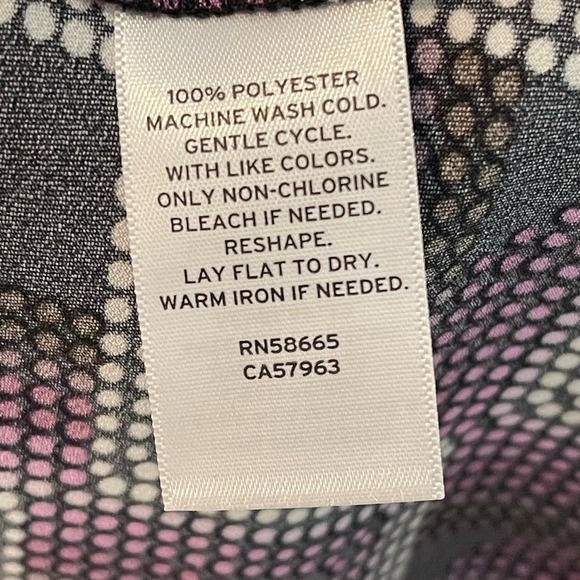 100% POLYESTER
MACHINE WASH COLD.
GENTLE CYCLE.
WITH LIKE COLORS.
ONLY NON-CHLORINE
BLEACH IF NEEDED.
RESHAPE.
LAY FLAT TO DRY.
WARM IRON IF NEEDED.
RN58665
CA57963